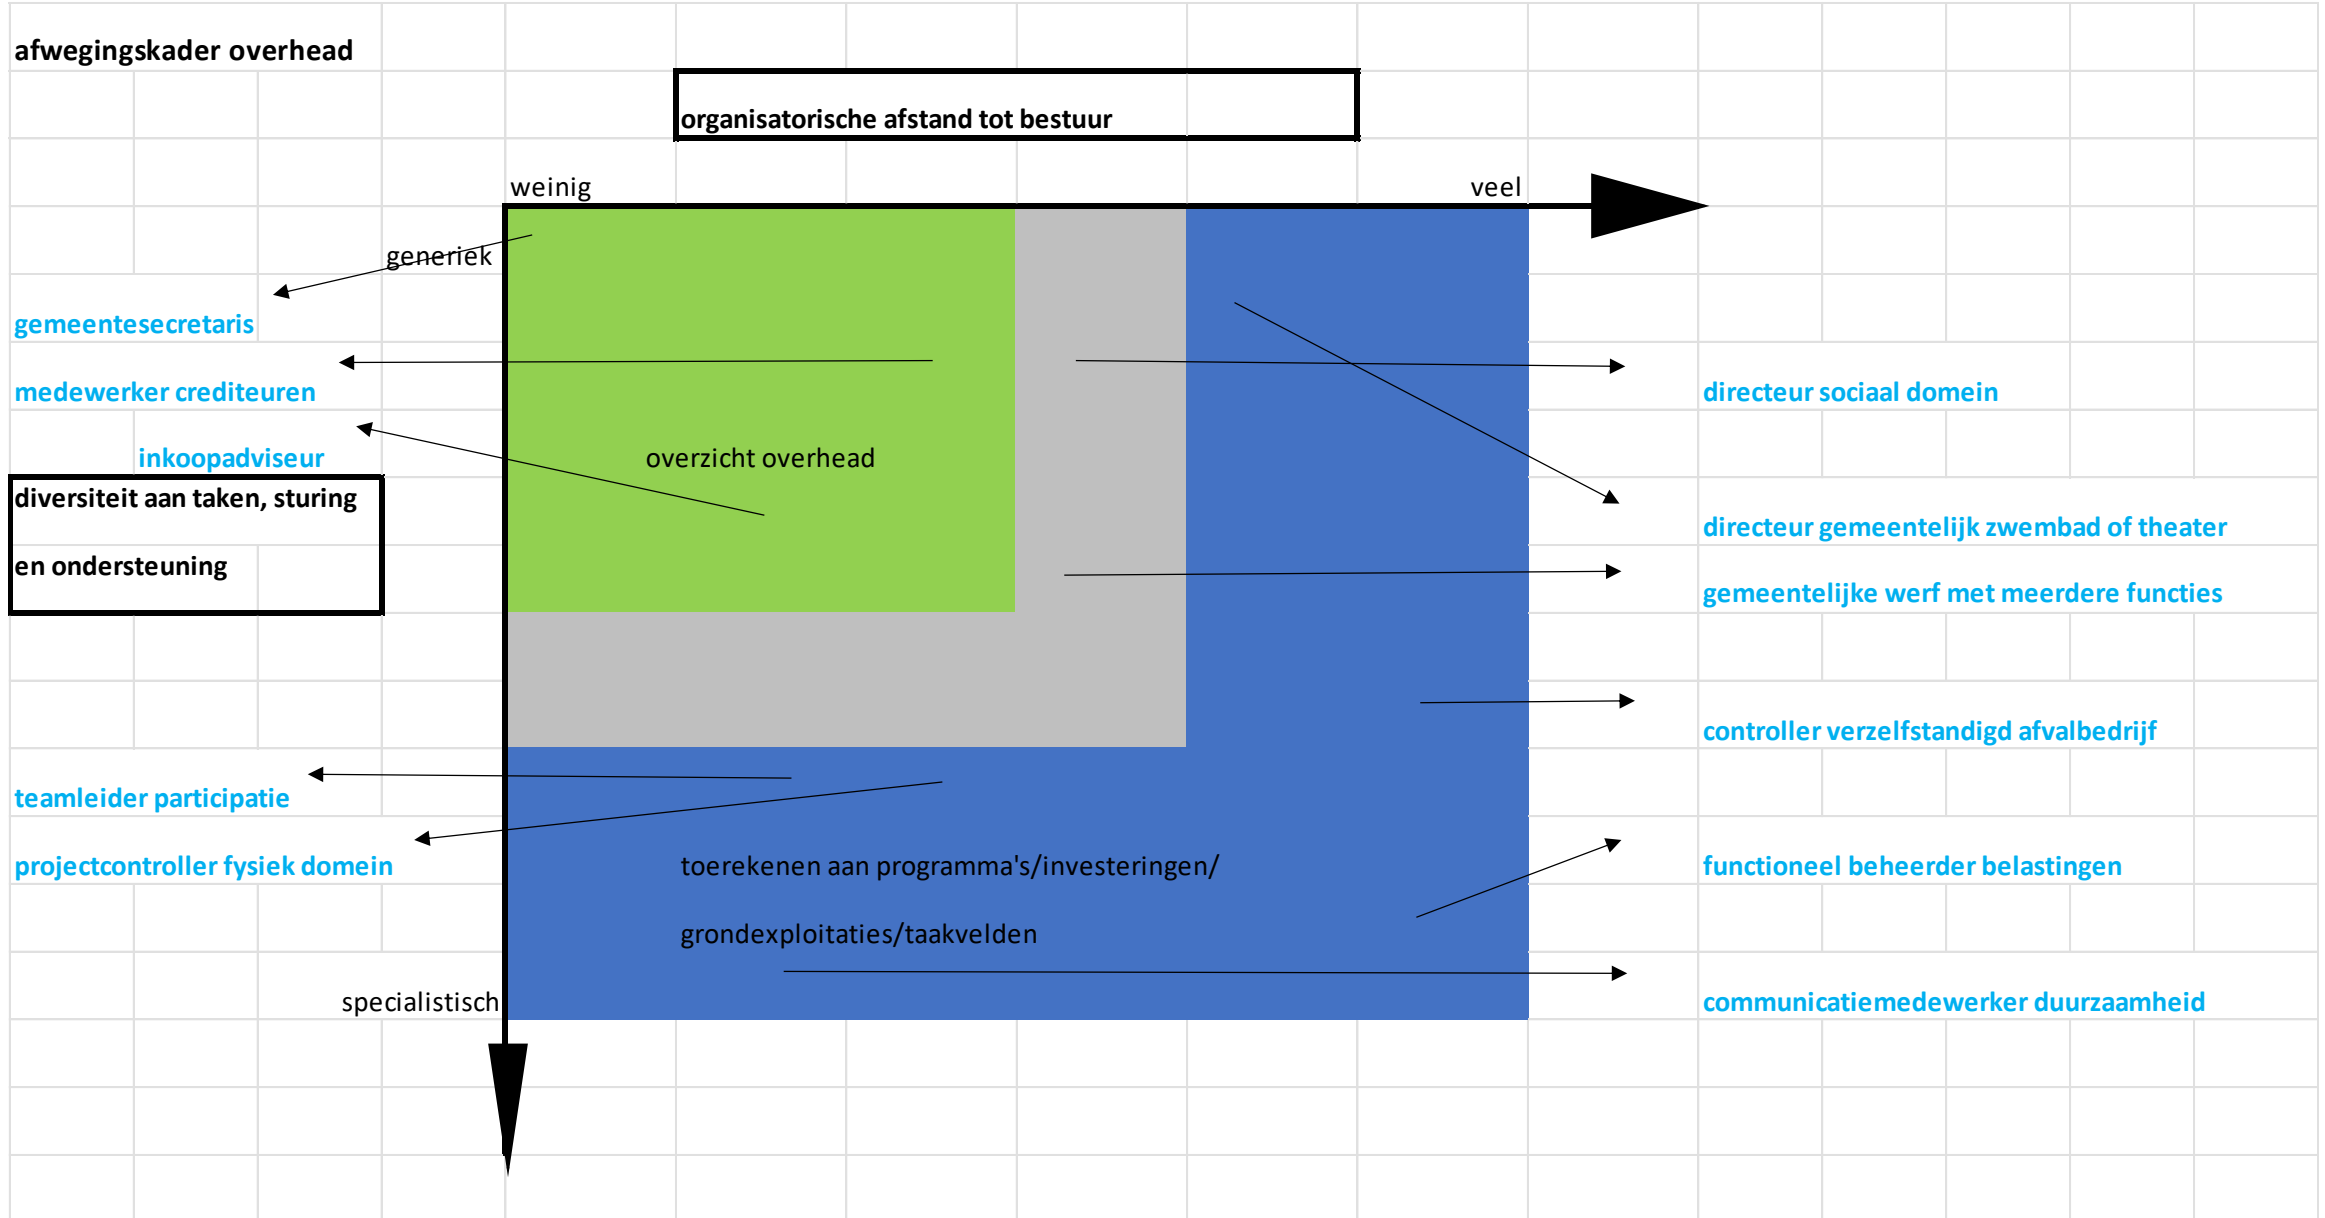 afwegingskader overhead
organisatorische afstand tot bestuur
weinig
veel
generiek
gemeentesecretaris
medewerker crediteuren
directeur sociaal domein
inkoopadviseur
overzicht overhead
diversiteit aan taken, sturing
en ondersteuning
directeur gemeentelijk zwembad of theater
gemeentelijke werf met meerdere functies
controller verzelfstandigd afvalbedrijf
teamleider participatie
projectcontroller fysiek domein
toerekenen aan programma's/investeringen/
grondexploitaties/taakvelden
functioneel beheerder belastingen
specialistisch
communicatiemedewerker duurzaamheid